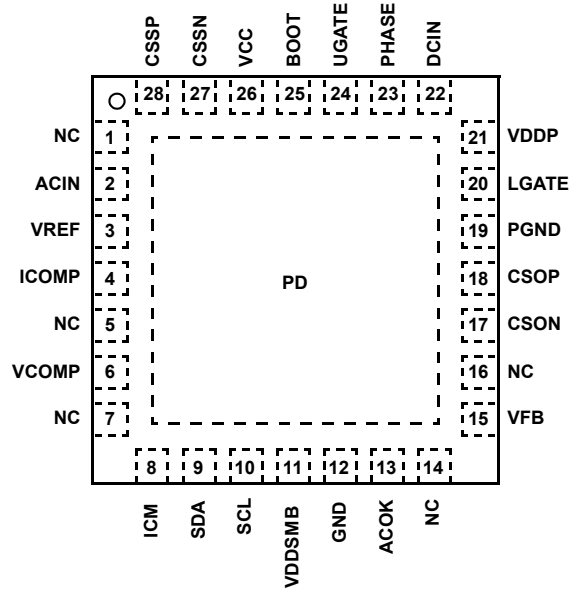 CSSP
CSSN
VCC
BOOT
UGATE
PHASE
DCIN
28 27 26 25 24 23 22
NC 1
ACIN 2
VREF 3
ICOMP 4
NC 5
VCOMP 6
NC 7
PD
21 VDDP
20 LGATE
19 PGND
18 CSOP
17 CSON
16 NC
15 VFB
8 9 10 11 12 13 14
ICM
SDA
SCL
VDDSMB
GND
ACOK
NC